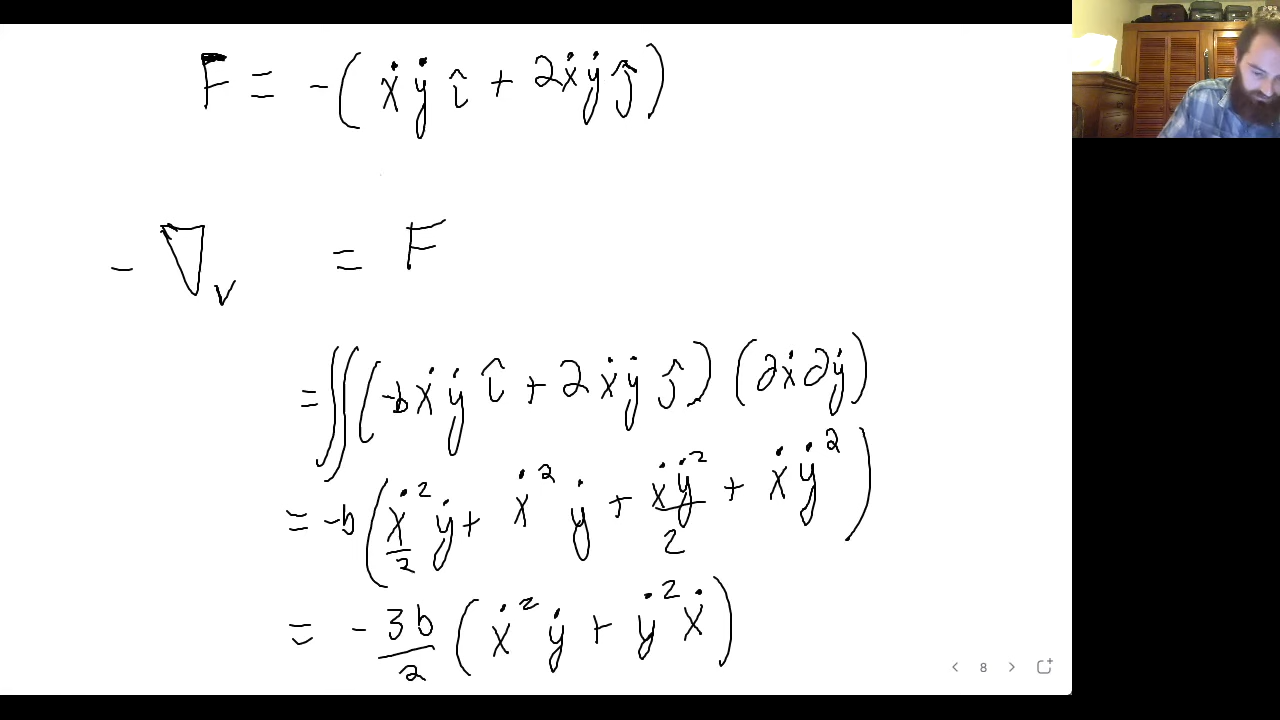 F = -(ẋẏ î + 2ẋẏ ĵ)
-∇ᵥ = F
= ∫∫(-bẋẏ î + 2ẋẏ ĵ) (∂ẋ∂ẏ)
= -b(ẋ²/2 ẏ + ẋ²ẏ + ẋẏ²/2 + ẋẏ²)
= -3b/2 (ẋ²ẏ + ẏ²ẋ)
8